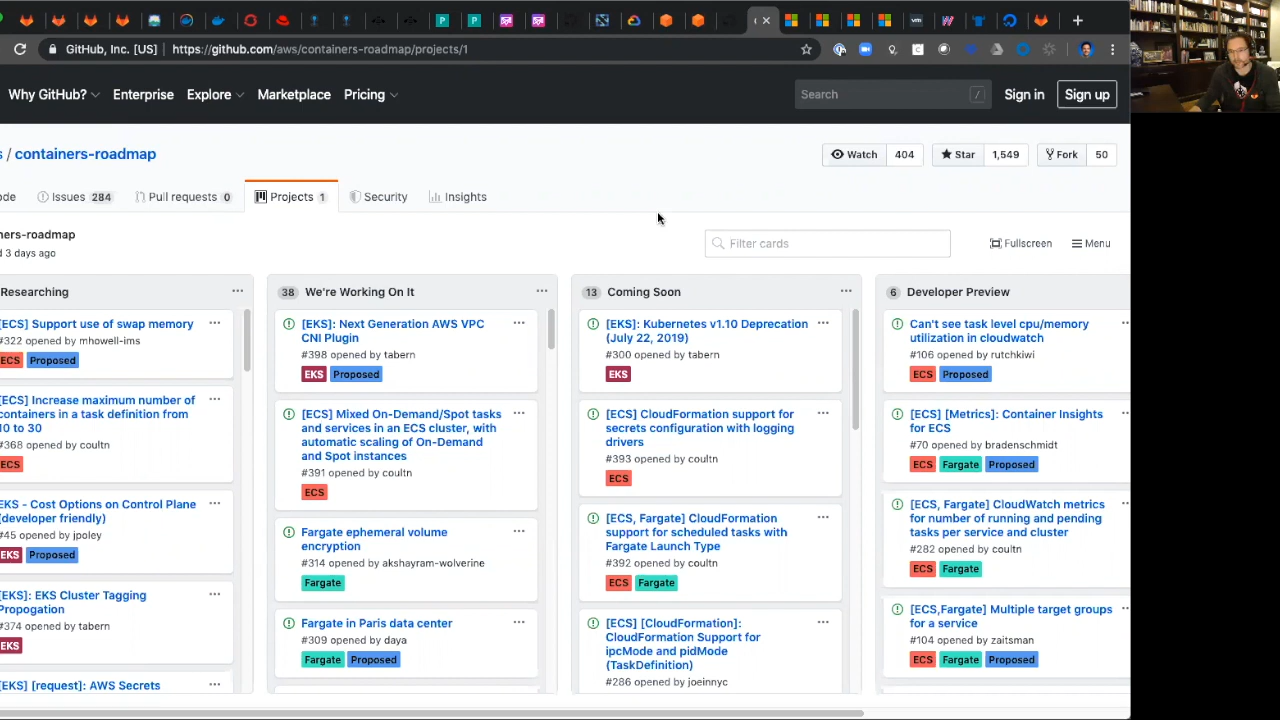 GitHub, Inc. [US]
https://github.com/aws/containers-roadmap/projects/1
Why GitHub?
Enterprise
Explore
Marketplace
Pricing
Search
/
Sign in
Sign up
s / containers-roadmap
Watch 404
Star 1,549
Fork 50
ode
Issues 284
Pull requests 0
Projects 1
Security
Insights
ners-roadmap
d 3 days ago
Filter cards
Fullscreen
Menu
Researching
[ECS] Support use of swap memory
#322 opened by mhowell-ims
ECS Proposed
[ECS] Increase maximum number of
containers in a task definition from
10 to 30
#368 opened by coultn
ECS
EKS - Cost Options on Control Plane
(developer friendly)
#45 opened by jpoley
EKS Proposed
[EKS]: EKS Cluster Tagging
Propogation
#374 opened by tabern
EKS
[EKS] [request]: AWS Secrets
38 We're Working On It
[EKS]: Next Generation AWS VPC
CNI Plugin
#398 opened by tabern
EKS Proposed
[ECS] Mixed On-Demand/Spot tasks
and services in an ECS cluster, with
automatic scaling of On-Demand
and Spot instances
#391 opened by coultn
ECS
Fargate ephemeral volume
encryption
#314 opened by akshayram-wolverine
Fargate
Fargate in Paris data center
#309 opened by daya
Fargate Proposed
13 Coming Soon
[EKS]: Kubernetes v1.10 Deprecation
(July 22, 2019)
#300 opened by tabern
EKS
[ECS] CloudFormation support for
secrets configuration with logging
drivers
#393 opened by coultn
ECS
[ECS, Fargate] CloudFormation
support for scheduled tasks with
Fargate Launch Type
#392 opened by coultn
ECS Fargate
[ECS] [CloudFormation]:
CloudFormation Support for
ipcMode and pidMode
(TaskDefinition)
#286 opened by joeinnyc
6 Developer Preview
Can't see task level cpu/memory
utilization in cloudwatch
#106 opened by rutchkiwi
ECS Proposed
[ECS] [Metrics]: Container Insights
for ECS
#70 opened by bradenschmidt
ECS Fargate Proposed
[ECS, Fargate] CloudWatch metrics
for number of running and pending
tasks per service and cluster
#282 opened by coultn
ECS Fargate
[ECS,Fargate] Multiple target groups
for a service
#104 opened by zaitsman
ECS Fargate Proposed